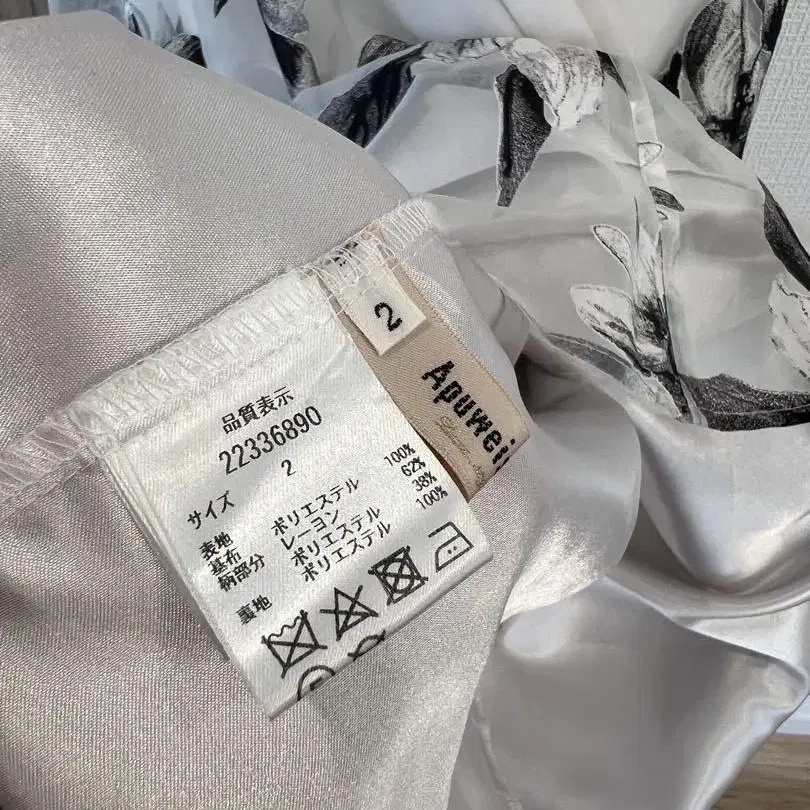 2
Apuwein
品質表示
22336890
サイズ 2
表地 ポリエステル 100%
基布 レーヨン 62%
柄部分 ポリエステル 38%
裏地 ポリエステル 100%